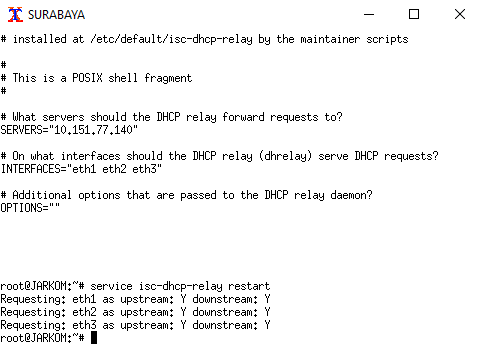 SURABAYA
# installed at /etc/default/isc-dhcp-relay by the maintainer scripts
#
# This is a POSIX shell fragment
#
# What servers should the DHCP relay forward requests to?
SERVERS="10.151.77.140"
# On what interfaces should the DHCP relay (dhrelay) serve DHCP requests?
INTERFACES="eth1 eth2 eth3"
# Additional options that are passed to the DHCP relay daemon?
OPTIONS=""
root@JARKOM:~# service isc-dhcp-relay restart
Requesting: eth1 as upstream: Y downstream: Y
Requesting: eth2 as upstream: Y downstream: Y
Requesting: eth3 as upstream: Y downstream: Y
root@JARKOM:~#